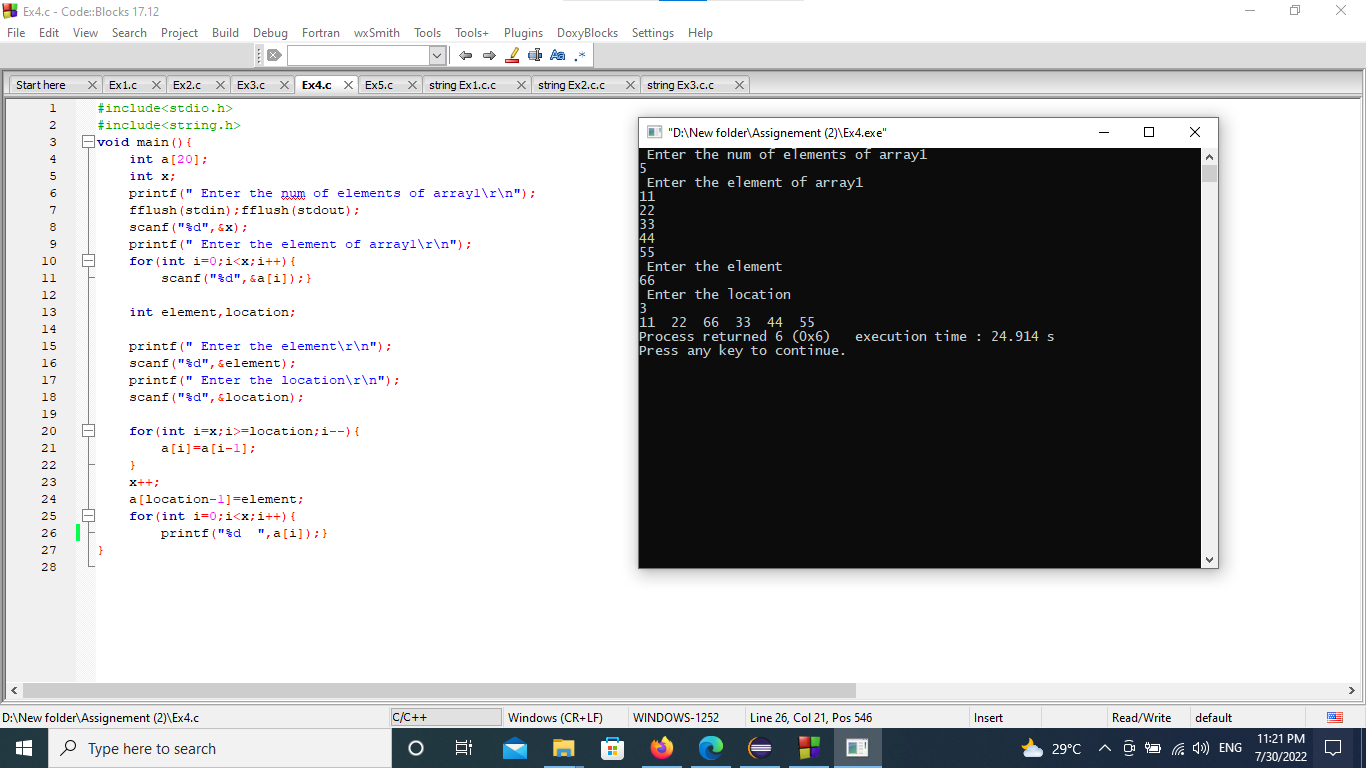 Ex4.c - Code::Blocks 17.12
File Edit View Search Project Build Debug Fortran wxSmith Tools Tools+ Plugins DoxyBlocks Settings Help
Start here Ex1.c Ex2.c Ex3.c Ex4.c Ex5.c string Ex1.c.c string Ex2.c.c string Ex3.c.c
1 #include<stdio.h>
2 #include<string.h>
3 void main(){
4 int a[20];
5 int x;
6 printf(" Enter the num of elements of array1\r\n");
7 fflush(stdin);fflush(stdout);
8 scanf("%d",&x);
9 printf(" Enter the element of array1\r\n");
10 for(int i=0;i<x;i++){
11 scanf("%d",&a[i]);}
12
13 int element,location;
14
15 printf(" Enter the element\r\n");
16 scanf("%d",&element);
17 printf(" Enter the location\r\n");
18 scanf("%d",&location);
19
20 for(int i=x;i>=location;i--){
21 a[i]=a[i-1];
22 }
23 x++;
24 a[location-1]=element;
25 for(int i=0;i<x;i++){
26 printf("%d  ",a[i]);}
27 }
28
"D:\New folder\Assignement (2)\Ex4.exe"
Enter the num of elements of array1
5
Enter the element of array1
11
22
33
44
55
Enter the element
66
Enter the location
3
11  22  66  33  44  55
Process returned 6 (0x6)   execution time : 24.914 s
Press any key to continue.
D:\New folder\Assignement (2)\Ex4.c C/C++ Windows (CR+LF) WINDOWS-1252 Line 26, Col 21, Pos 546 Insert Read/Write default
Type here to search 29°C ENG 11:21 PM
7/30/2022